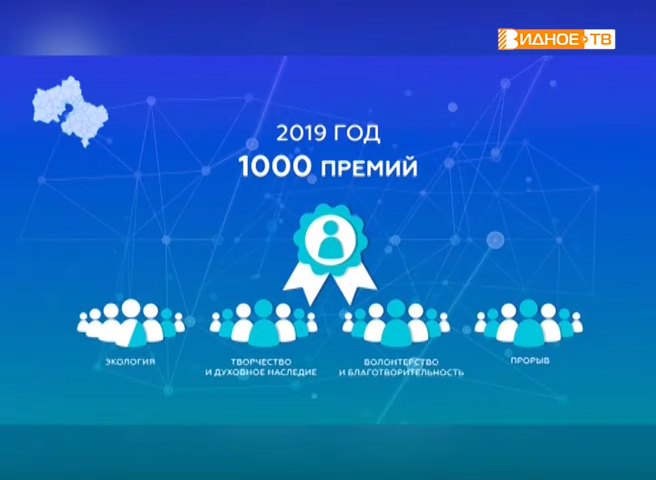 ВИДНОЕ ТВ
2019 ГОД
1000 ПРЕМИЙ
ЭКОЛОГИЯ
ТВОРЧЕСТВО
И ДУХОВНОЕ НАСЛЕДИЕ
ВОЛОНТЕРСТВО
И БЛАГОТВОРИТЕЛЬНОСТЬ
ПРОРЫВ